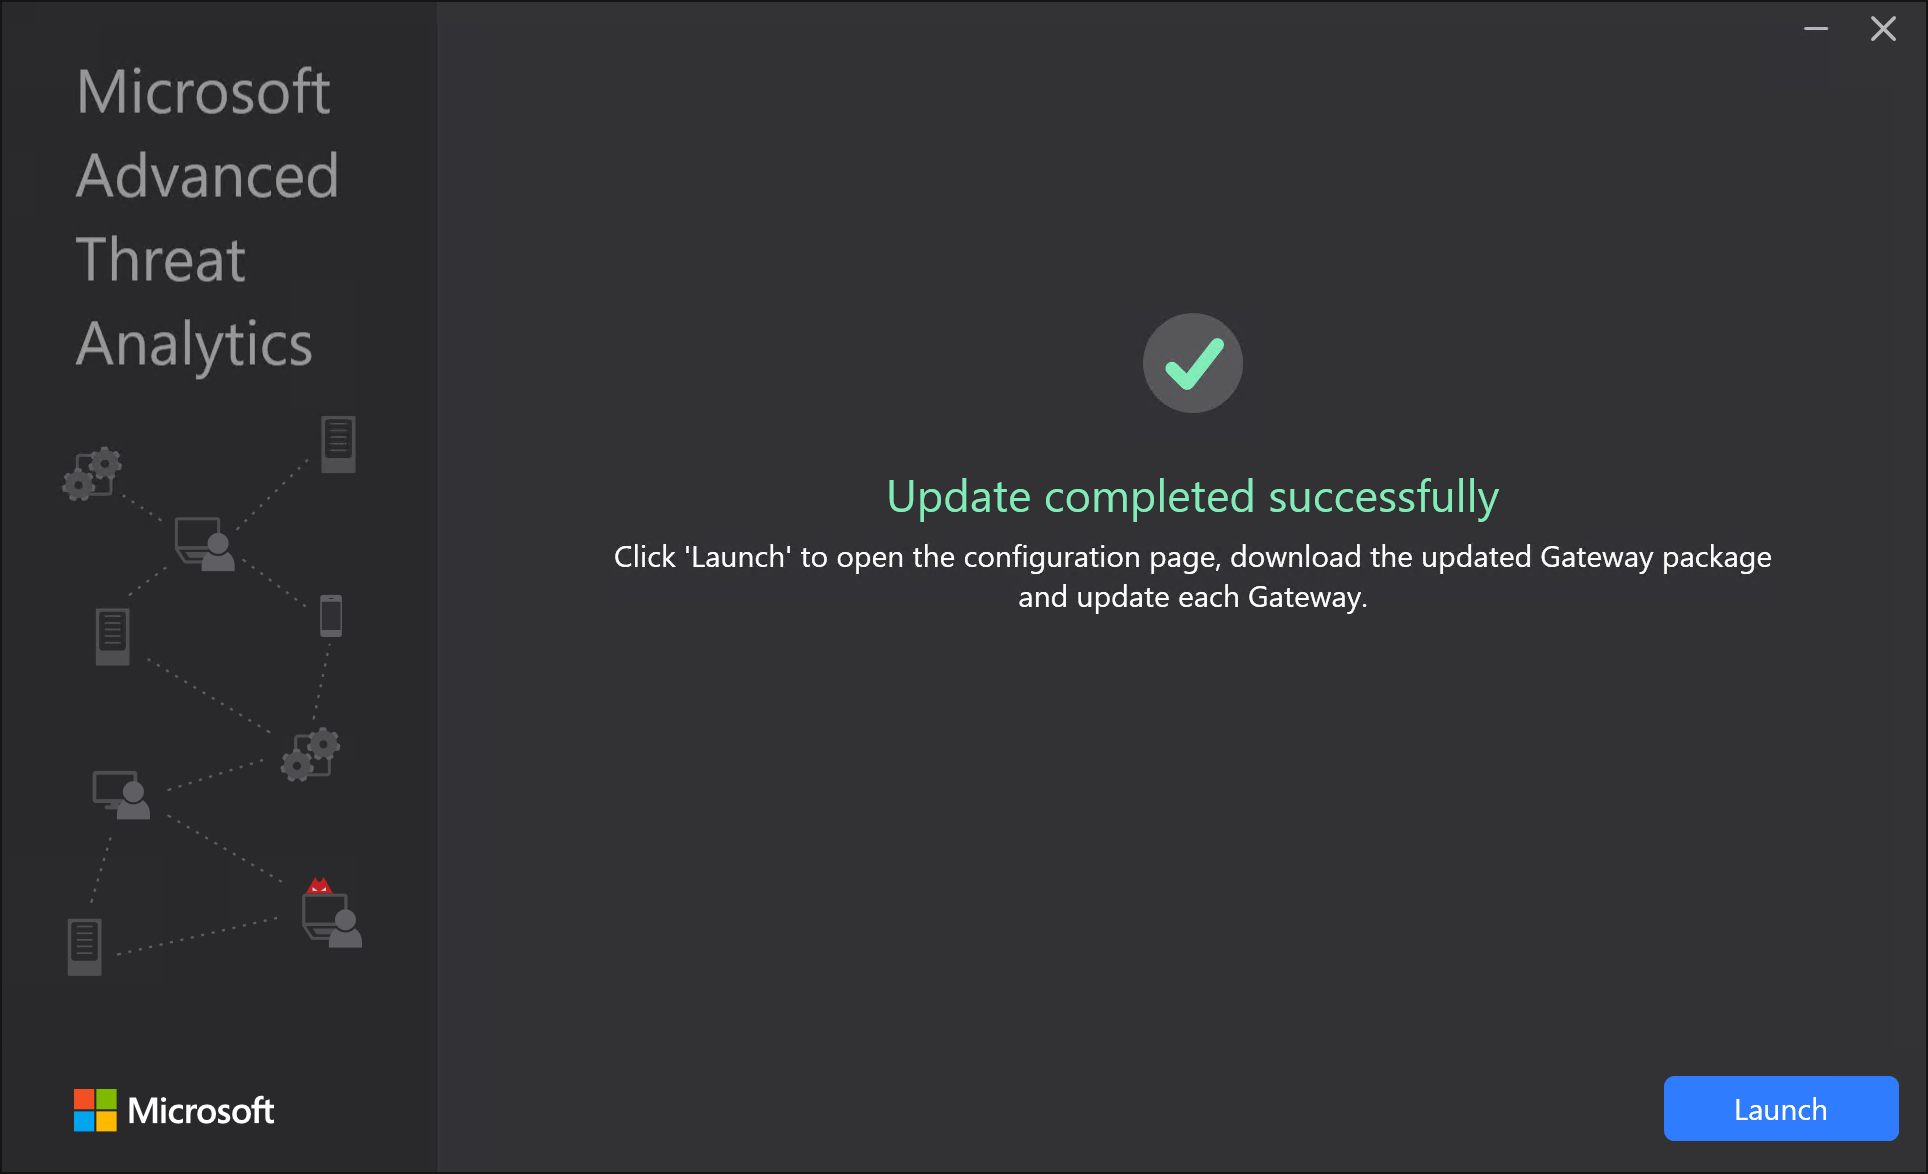 Microsoft
Advanced
Threat
Analytics
Update completed successfully
Click 'Launch' to open the configuration page, download the updated Gateway package
and update each Gateway.
Microsoft
Launch